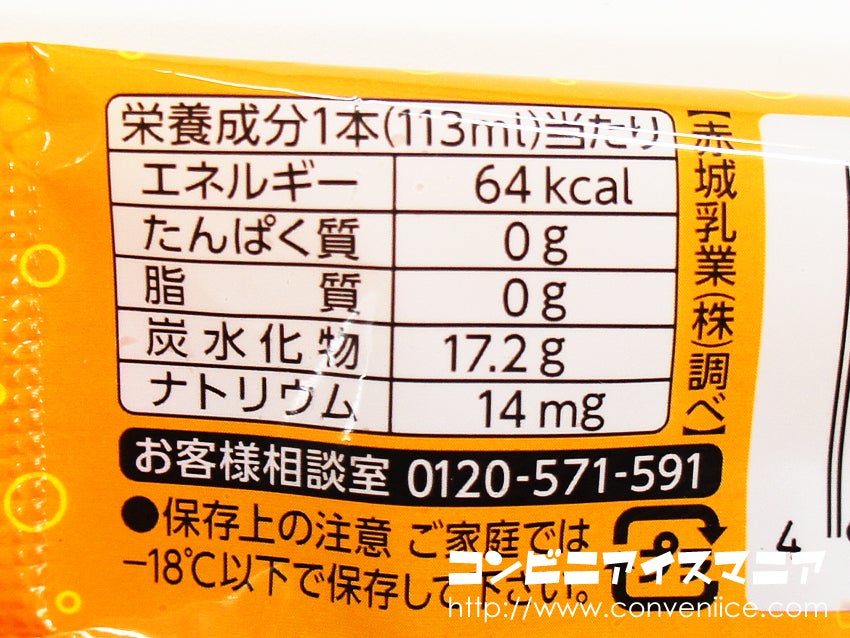 栄養成分1本(113ml)当たり
エネルギー 64kcal
たんぱく質 0g
脂質 0g
炭水化物 17.2g
ナトリウム 14mg
【赤城乳業(株)調べ】
お客様相談室 0120-571-591
●保存上の注意 ご家庭では
-18℃以下で保存して下さい。
4
コンビニアイスマニア
http://www.conveniice.com/